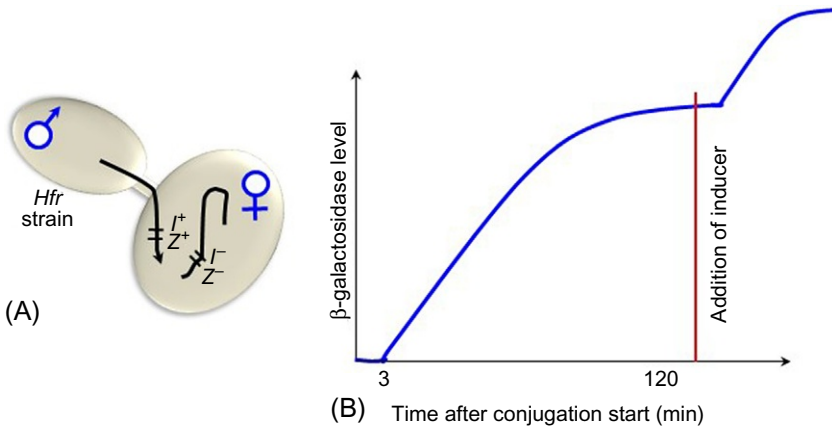 ♂
♀
Hfr
strain
I+
Z+
I−
Z−
(A)
β-galactosidase level
Addition of inducer
3
120
(B)
Time after conjugation start (min)